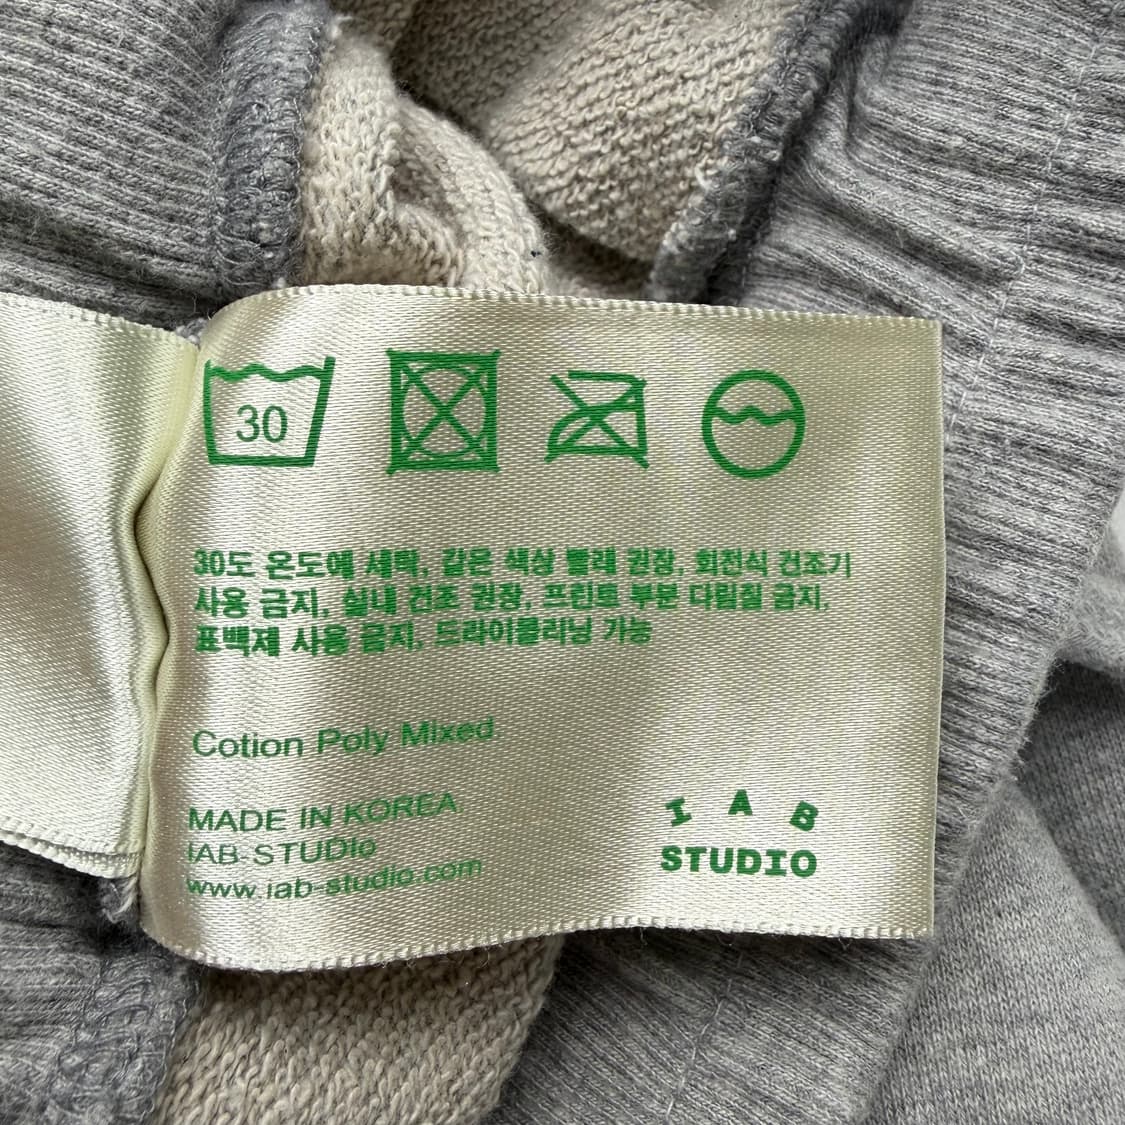 30
30도 온도에 세탁, 같은 색상 빨래 권장, 회전식 건조기
사용 금지, 실내 건조 권장, 프린트 부분 다림질 금지,
표백제 사용 금지, 드라이클리닝 가능
Cotion Poly Mixed
MADE IN KOREA
IAB-STUDIo
www.iab-studio.com
I A B
STUDIO